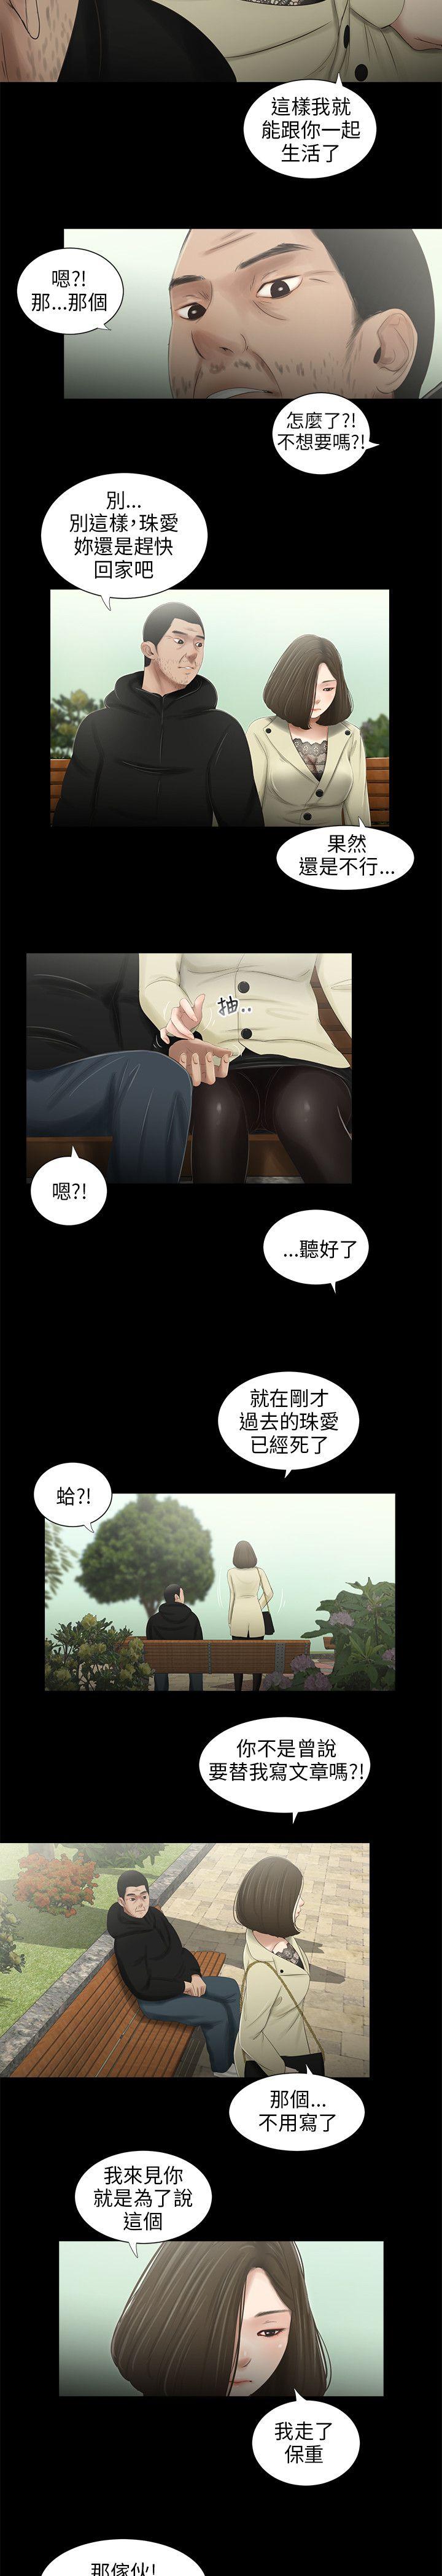 這樣我就
能跟你一起
生活了
嗯?!
那...那個
怎麼了?!
不想要嗎?!
別...
別這樣，珠愛
妳還是趕快
回家吧
果然
還是不行...
抽..
嗯?!
...聽好了
就在剛才
過去的珠愛
已經死了
蛤?!
你不是曾說
要替我寫文章嗎?!
那個...
不用寫了
我來見你
就是為了說
這個
我走了
保重
那傢伙!